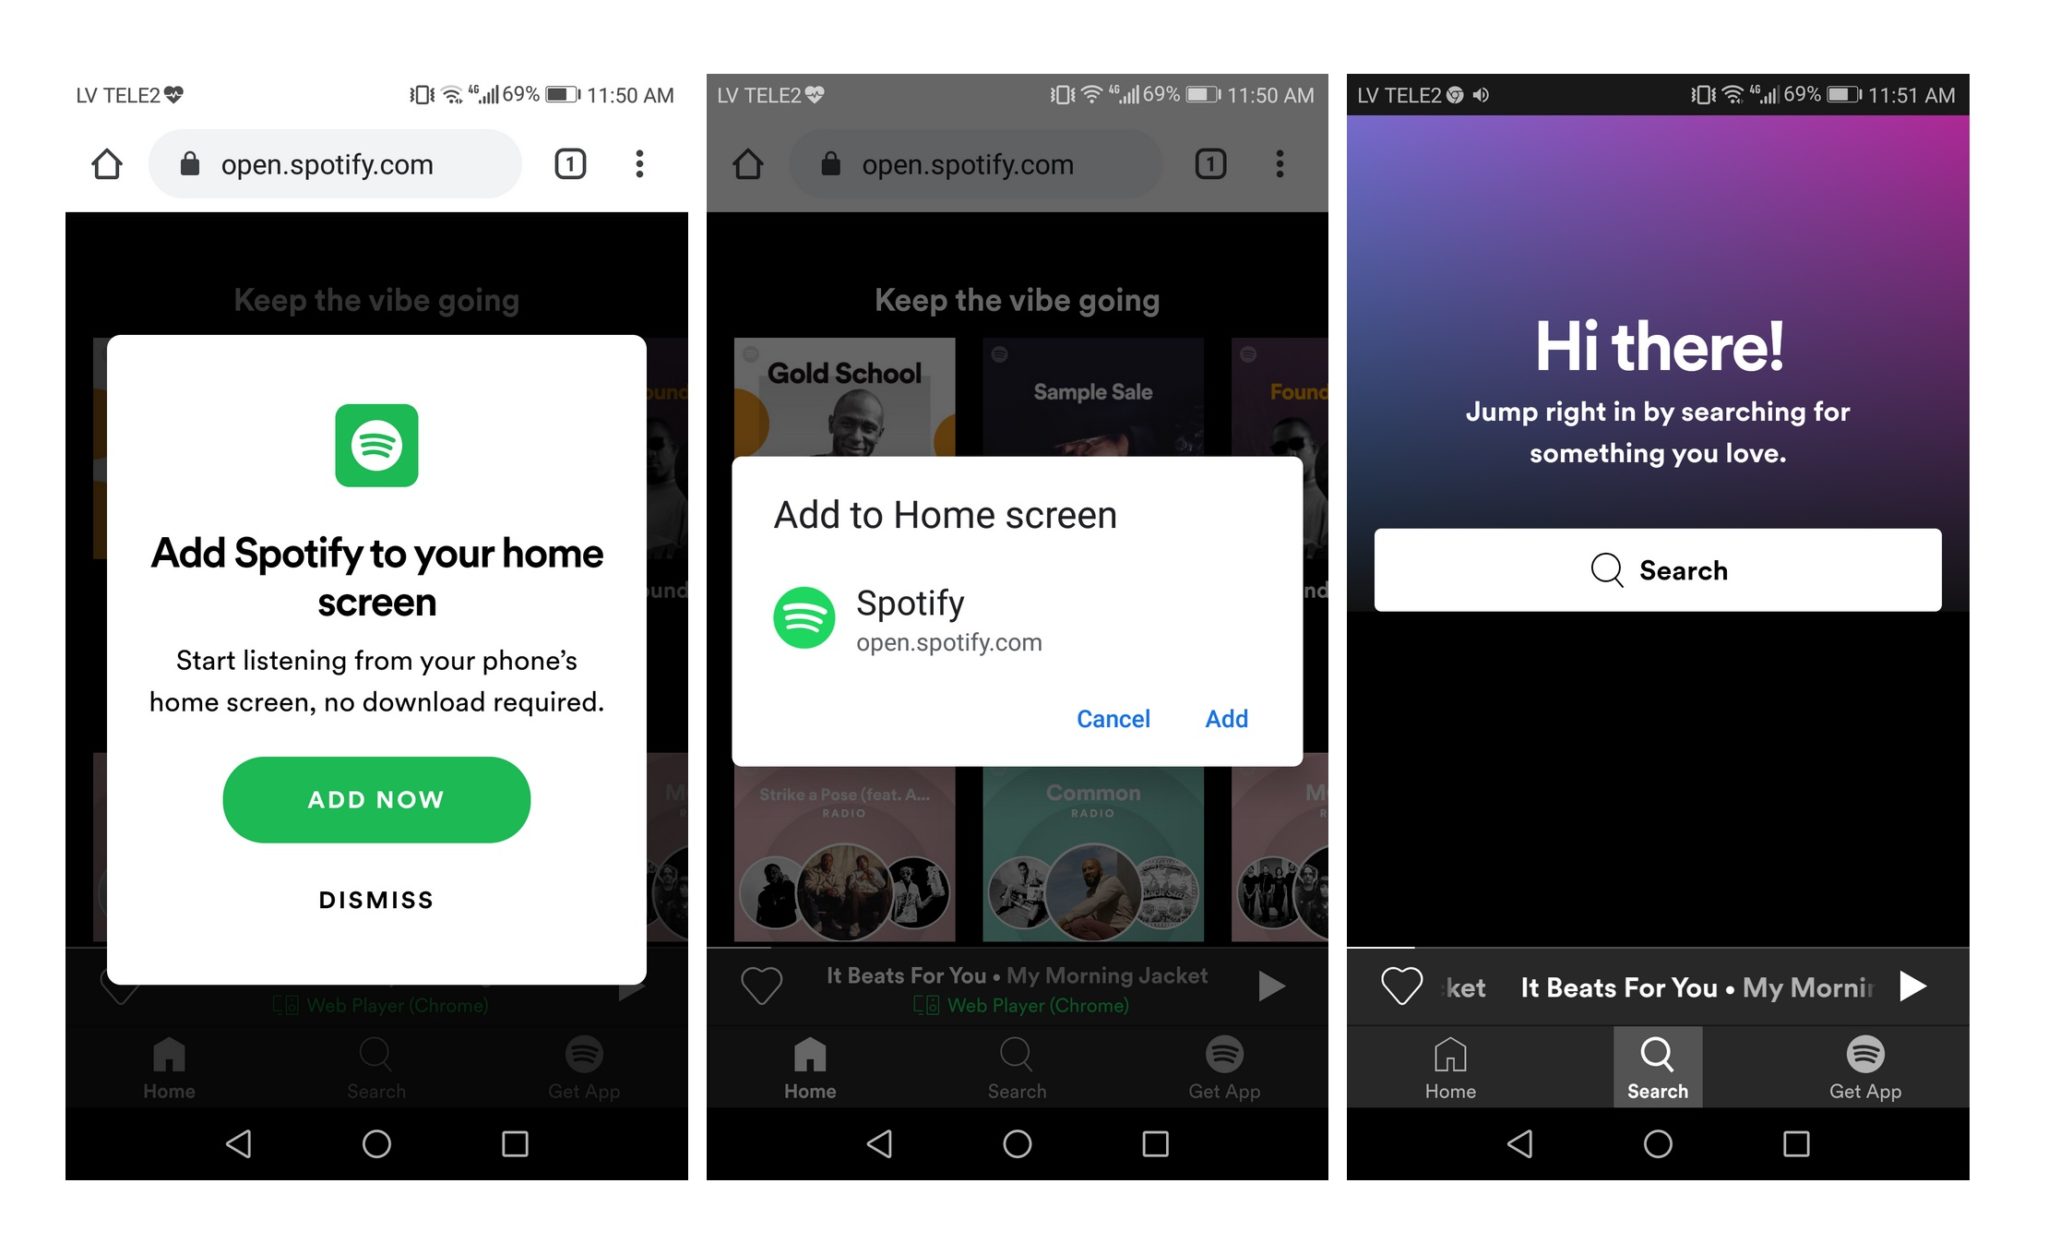 LV TELE2
4G 69% 11:50 AM
open.spotify.com
1
Keep the vibe going
Add Spotify to your home
screen
Start listening from your phone’s
home screen, no download required.
ADD NOW
DISMISS
Web Player (Chrome)
Home Search Get App
LV TELE2
4G 69% 11:50 AM
open.spotify.com
1
Keep the vibe going
Gold School
Sample Sale
Add to Home screen
Spotify
open.spotify.com
Cancel Add
Strike a Pose (feat. A...
RADIO
Common
RADIO
It Beats For You • My Morning Jacket
Web Player (Chrome)
Home Search Get App
LV TELE2
4G 69% 11:51 AM
Hi there!
Jump right in by searching for
something you love.
Search
ket It Beats For You • My Morni
Home Search Get App